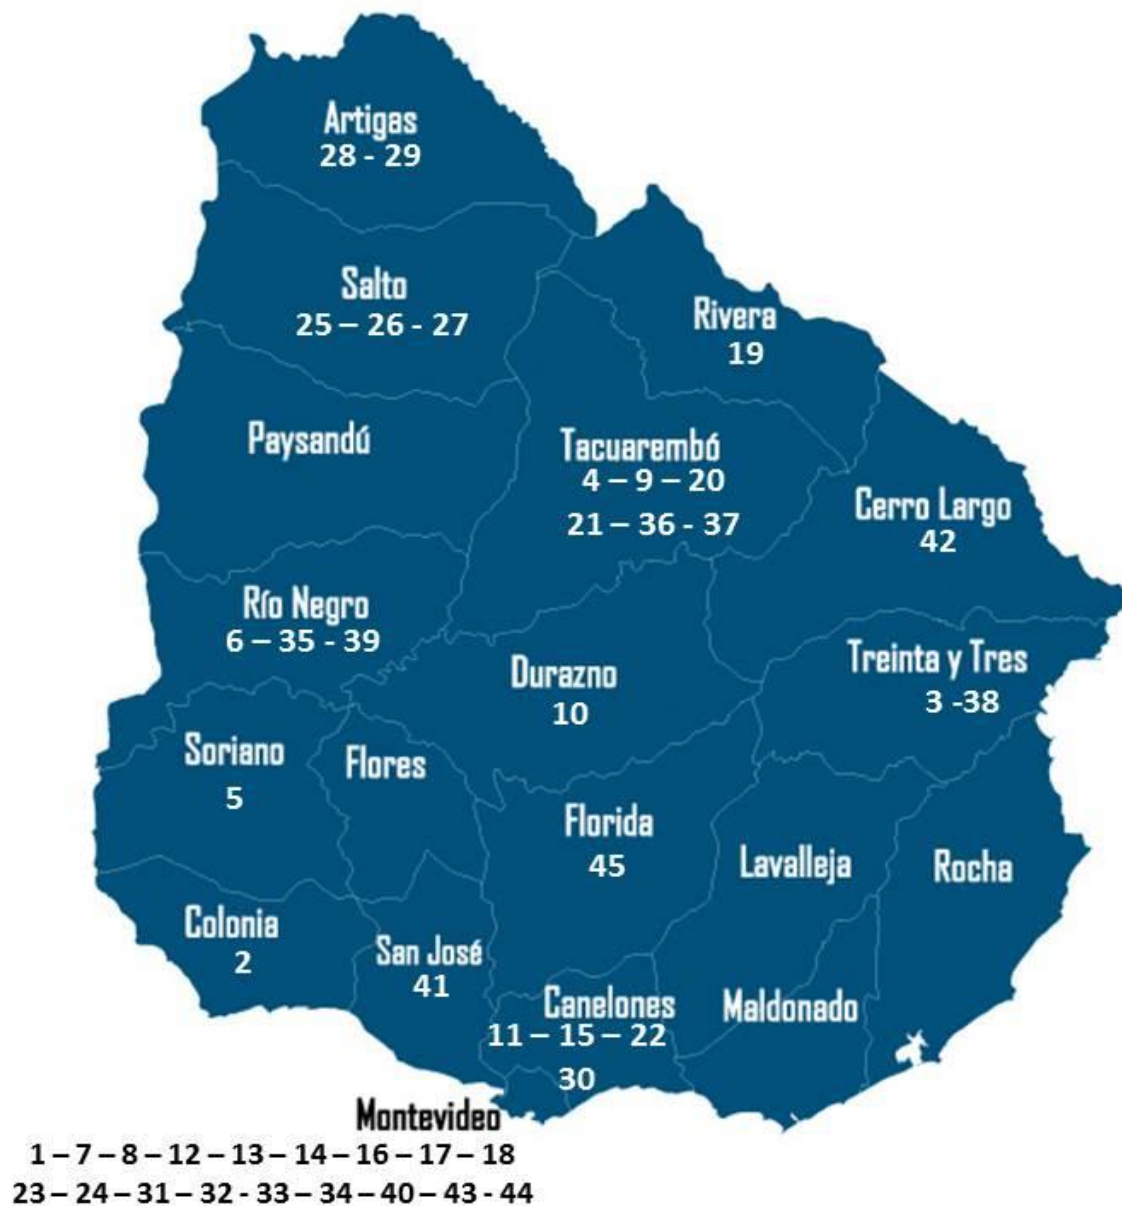 Artigas
28 - 29
Salto
25 – 26 - 27
Rivera
19
Paysandú
Tacuarembó
4 – 9 – 20
21 – 36 - 37
Cerro Largo
42
Río Negro
6 – 35 - 39
Durazno
10
Treinta y Tres
3 -38
Soriano
5
Flores
Florida
45
Lavalleja
Rocha
Colonia
2
San José
41
Canelones
11 – 15 – 22
30
Maldonado
Montevideo
1 – 7 – 8 – 12 – 13 – 14 – 16 – 17 – 18
23 – 24 – 31 – 32 - 33 – 34 – 40 – 43 - 44